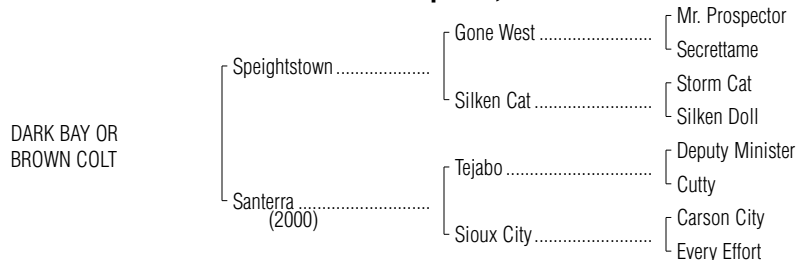 Mr. Prospector
Gone West ....................
Secrettame
Speightstown ....................
Storm Cat
Silken Cat ....................
Silken Doll
DARK BAY OR
BROWN COLT
Deputy Minister
Tejabo ....................
Cutty
Santerra ....................
(2000)
Carson City
Sioux City ....................
Every Effort